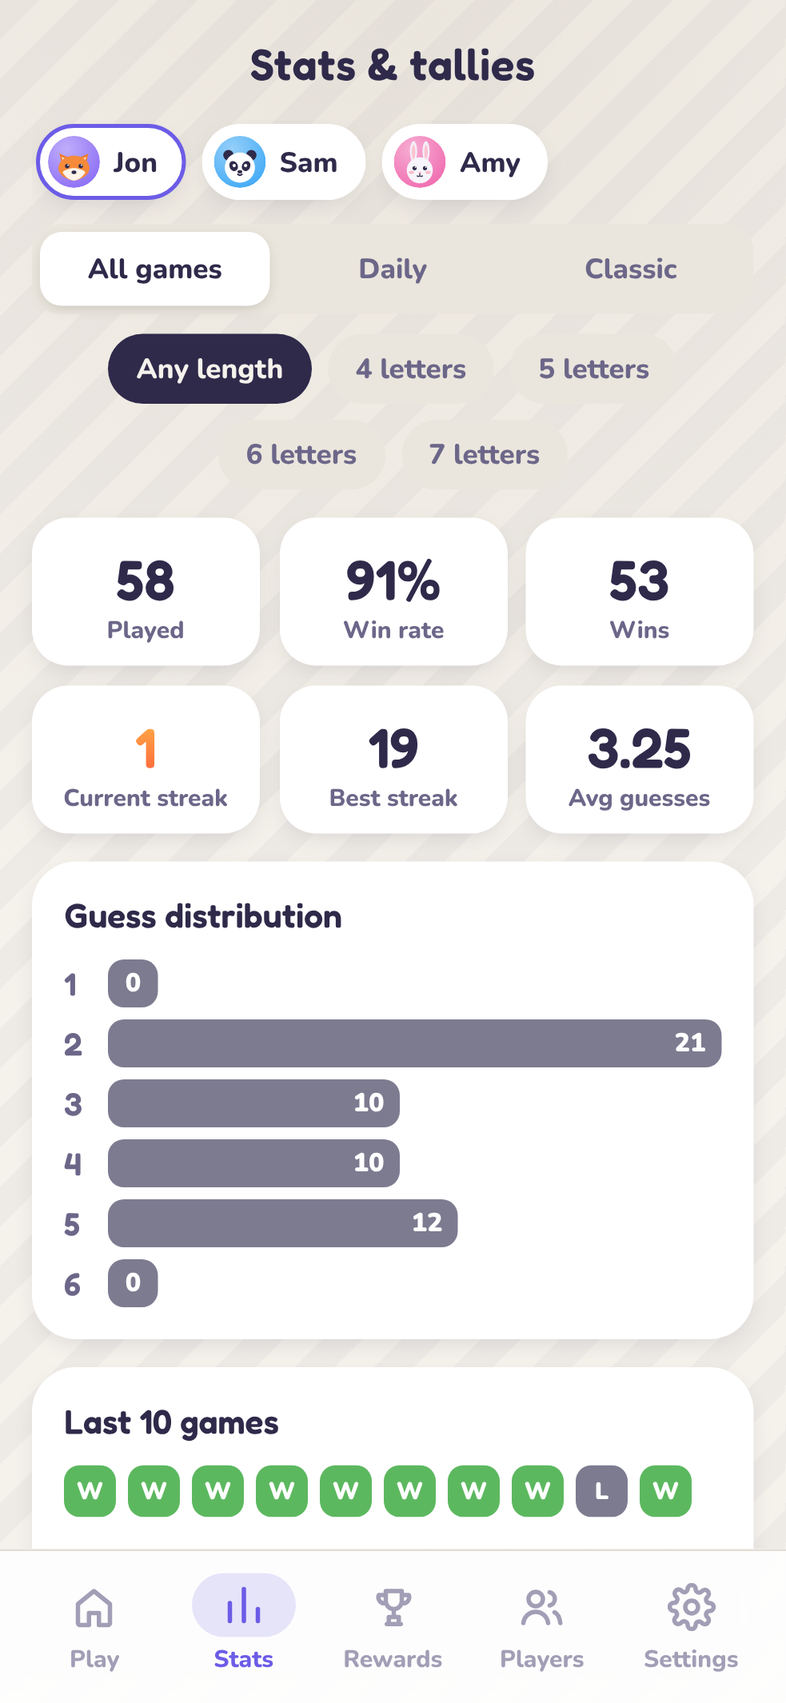 Stats & tallies
Jon Sam Amy
All games Daily Classic
Any length 4 letters 5 letters
6 letters 7 letters
58 91% 53
Played Win rate Wins
1 19 3.25
Current streak Best streak Avg guesses
Guess distribution
1 0
2 21
3 10
4 10
5 12
6 0
Last 10 games
W W W W W W W W L W
Play Stats Rewards Players Settings